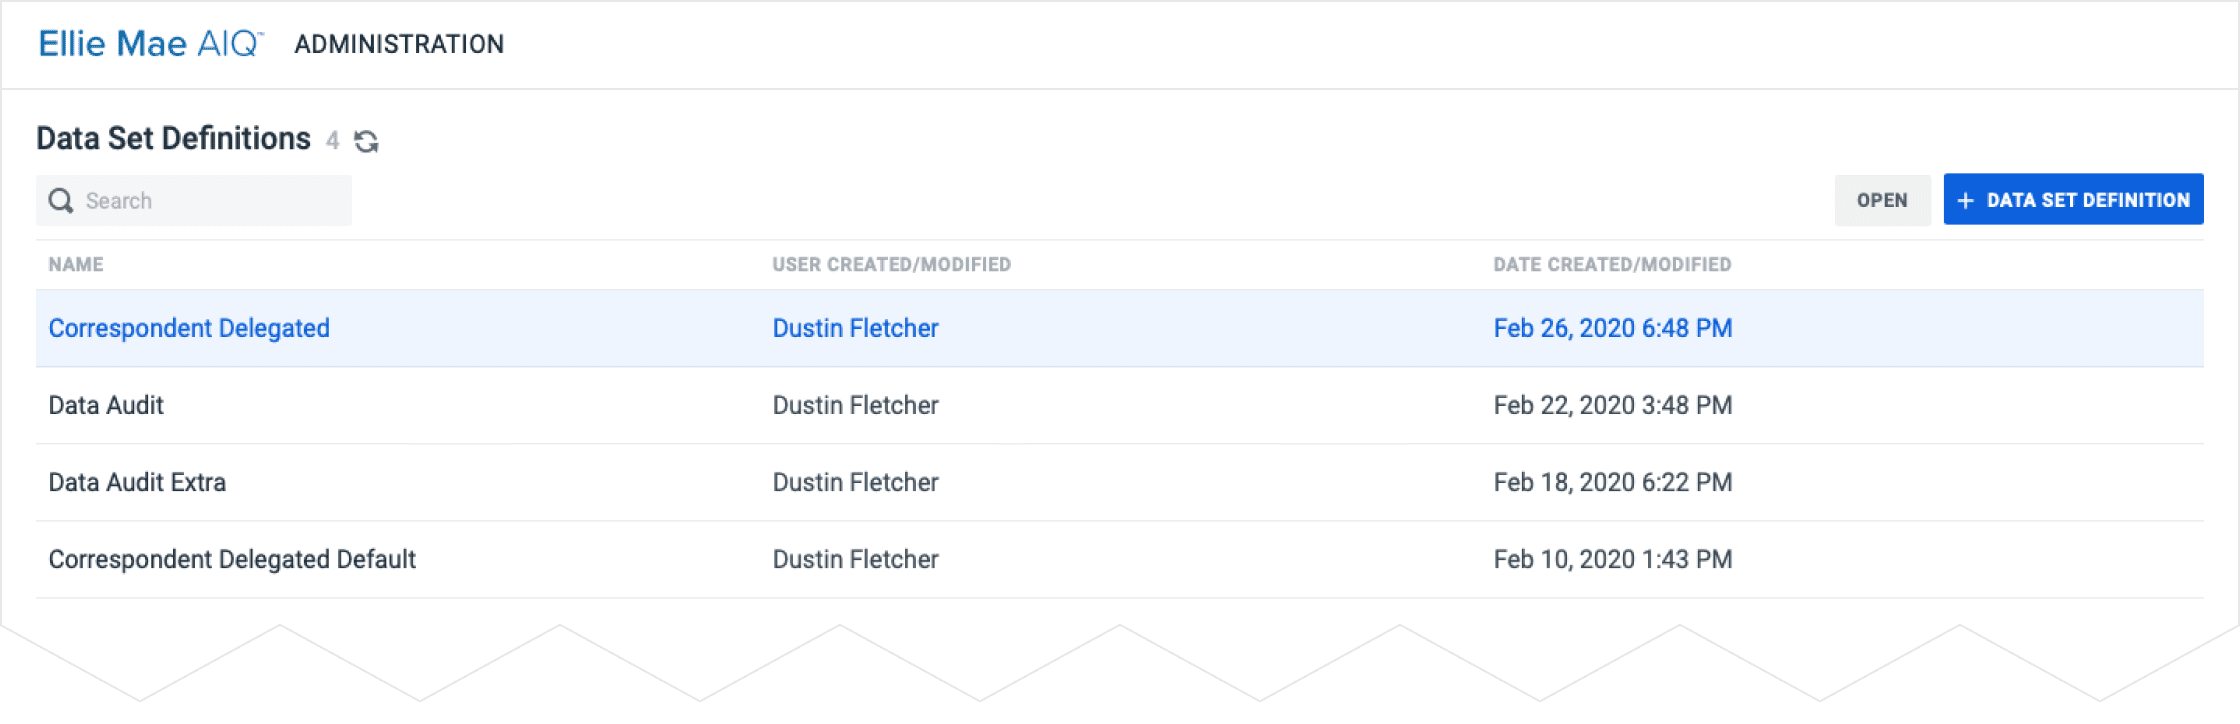 Ellie Mae AIQ™ ADMINISTRATION
Data Set Definitions 4
Search OPEN + DATA SET DEFINITION
NAME USER CREATED/MODIFIED DATE CREATED/MODIFIED
Correspondent Delegated Dustin Fletcher Feb 26, 2020 6:48 PM
Data Audit Dustin Fletcher Feb 22, 2020 3:48 PM
Data Audit Extra Dustin Fletcher Feb 18, 2020 6:22 PM
Correspondent Delegated Default Dustin Fletcher Feb 10, 2020 1:43 PM